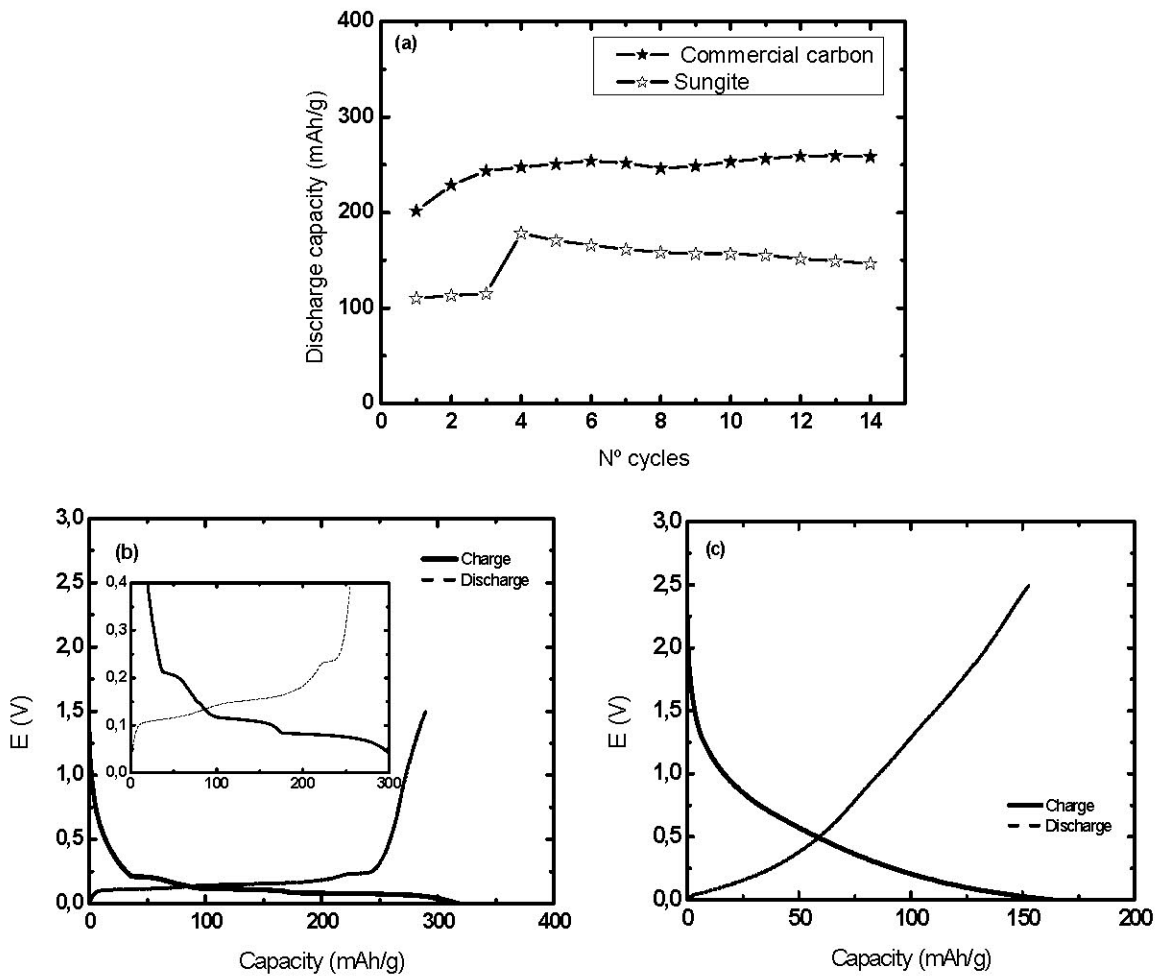 (a)
Commercial carbon
Sungite
400
300
200
100
0
Discharge capacity (mAh/g)
0 2 4 6 8 10 12 14
Nº cycles
(b)
Charge
Discharge
3,0
2,5
2,0
1,5
1,0
0,5
0,0
E (V)
0,4
0,3
0,2
0,1
0,0
0 100 200 300
0 100 200 300 400
Capacity (mAh/g)
(c)
Charge
Discharge
3,0
2,5
2,0
1,5
1,0
0,5
0,0
E (V)
0 50 100 150 200
Capacity (mAh/g)